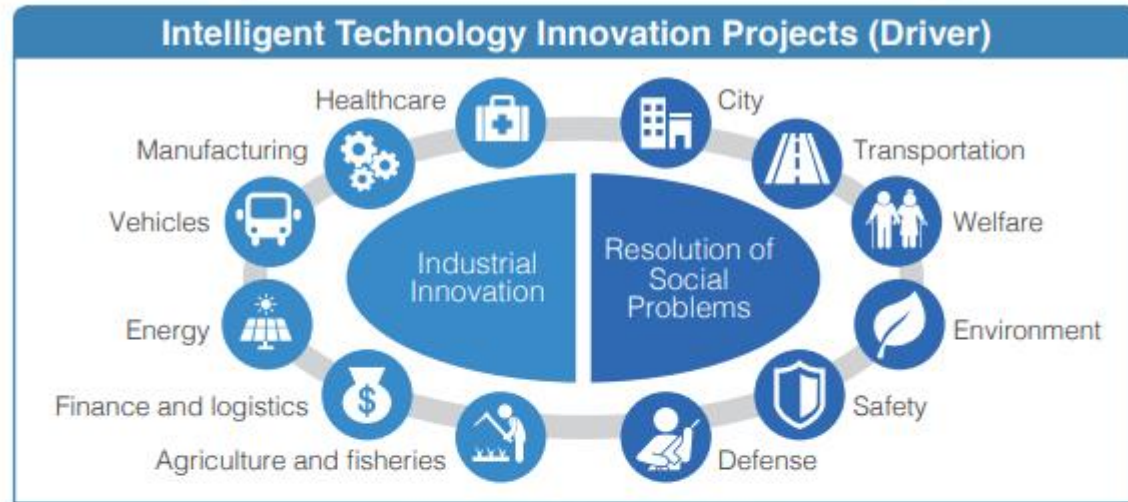 Intelligent Technology Innovation Projects (Driver)
Healthcare
City
Manufacturing
Transportation
Vehicles
Welfare
Industrial
Innovation
Resolution of
Social
Problems
Energy
Environment
Finance and logistics
$
Safety
Agriculture and fisheries
Defense